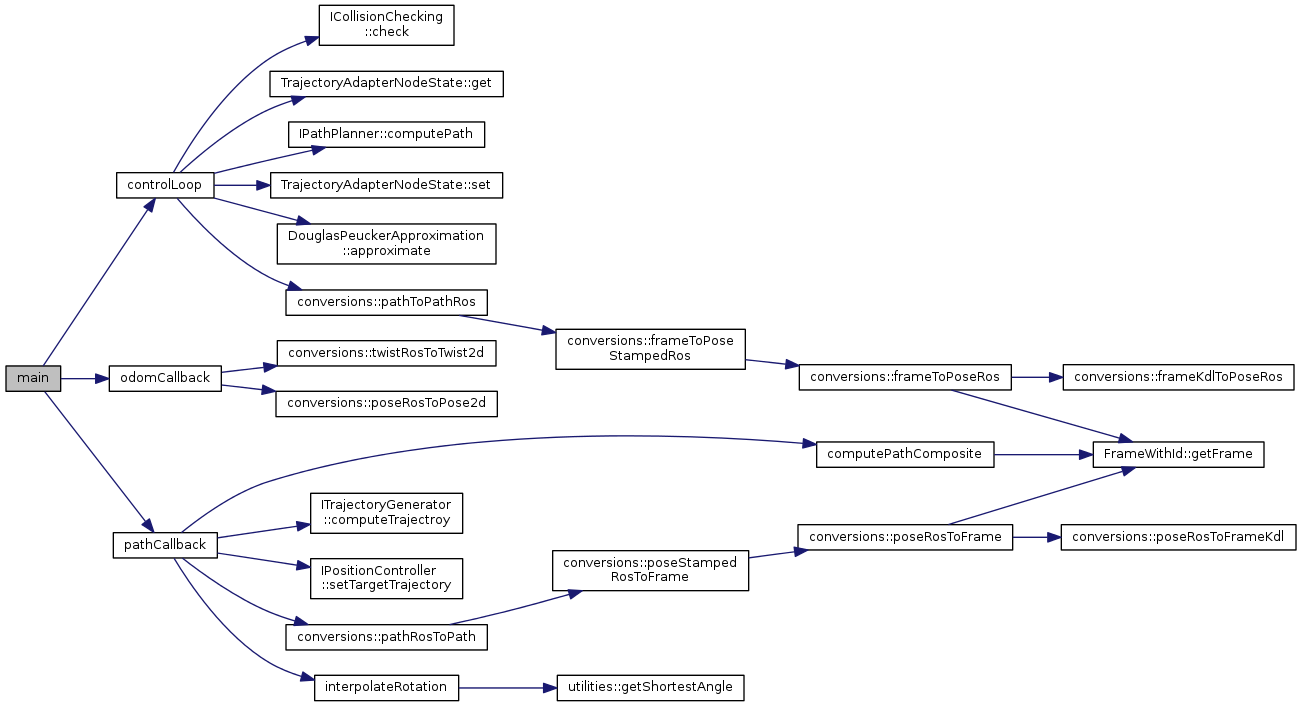 ICollisionChecking
::check
TrajectoryAdapterNodeState::get
IPathPlanner::computePath
controlLoop
TrajectoryAdapterNodeState::set
DouglasPeuckerApproximation
::approximate
conversions::pathToPathRos
conversions::frameToPose
StampedRos
conversions::twistRosToTwist2d
main
odomCallback
conversions::frameToPoseRos
conversions::frameKdlToPoseRos
conversions::poseRosToPose2d
computePathComposite
FrameWithId::getFrame
ITrajectoryGenerator
::computeTrajectroy
pathCallback
conversions::poseRosToFrame
conversions::poseRosToFrameKdl
IPositionController
::setTargetTrajectory
conversions::poseStamped
RosToFrame
conversions::pathRosToPath
interpolateRotation
utilities::getShortestAngle